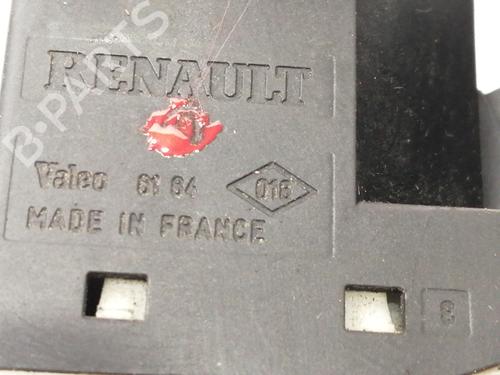 RENAULT
Valeo 61 64 016
MADE IN FRANCE
8
B-PARTS